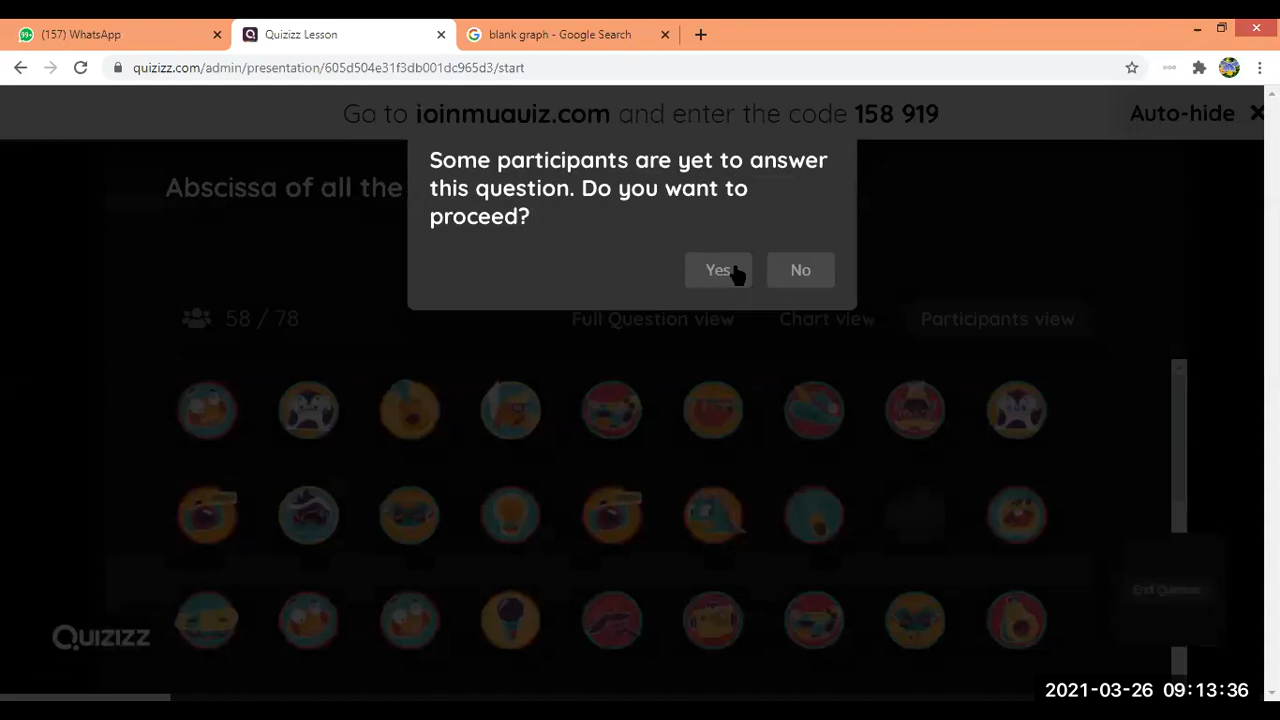 (157) WhatsApp
Quizizz Lesson
blank graph - Google Search
quizizz.com/admin/presentation/605d504e31f3db001dc965d3/start
Go to ioinmuauiz.com and enter the code 158 919
Auto-hide
Some participants are yet to answer
this question. Do you want to
proceed?
Abscissa of all the
Yes
No
58 / 78
Full Question view
Chart view
Participants view
End Question
Quizizz
2021-03-26 09:13:36